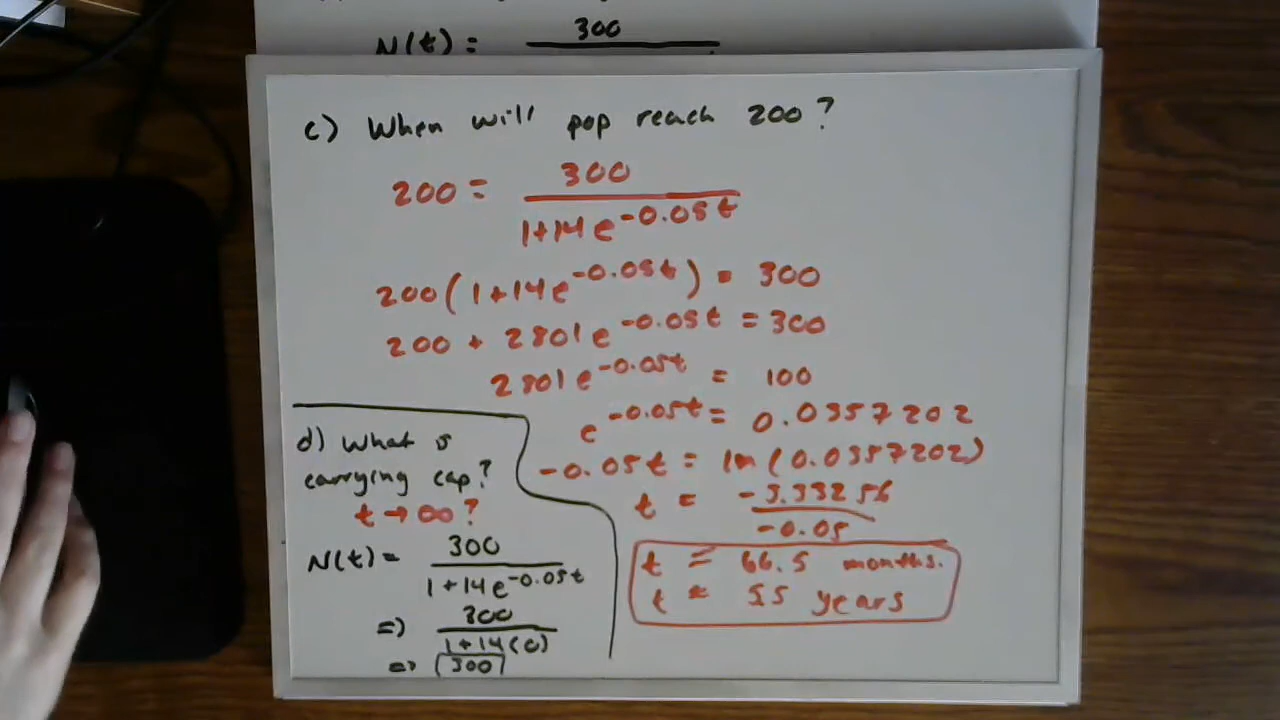 N(t) = 300
c) When will pop reach 200?
200 = 300 / 1+14e^-0.05t
200(1+14e^-0.05t) = 300
200 + 2801e^-0.05t = 300
2801e^-0.05t = 100
e^-0.05t = 0.0357202
-0.05t = ln(0.0357202)
t = -3.33256 / -0.05
t ≈ 66.5 months.
t ≈ 5.5 years
d) What is
carrying cap?
t → ∞?
N(t) = 300 / 1+14e^-0.05t
=> 300 / 1+14(0)
=> 300